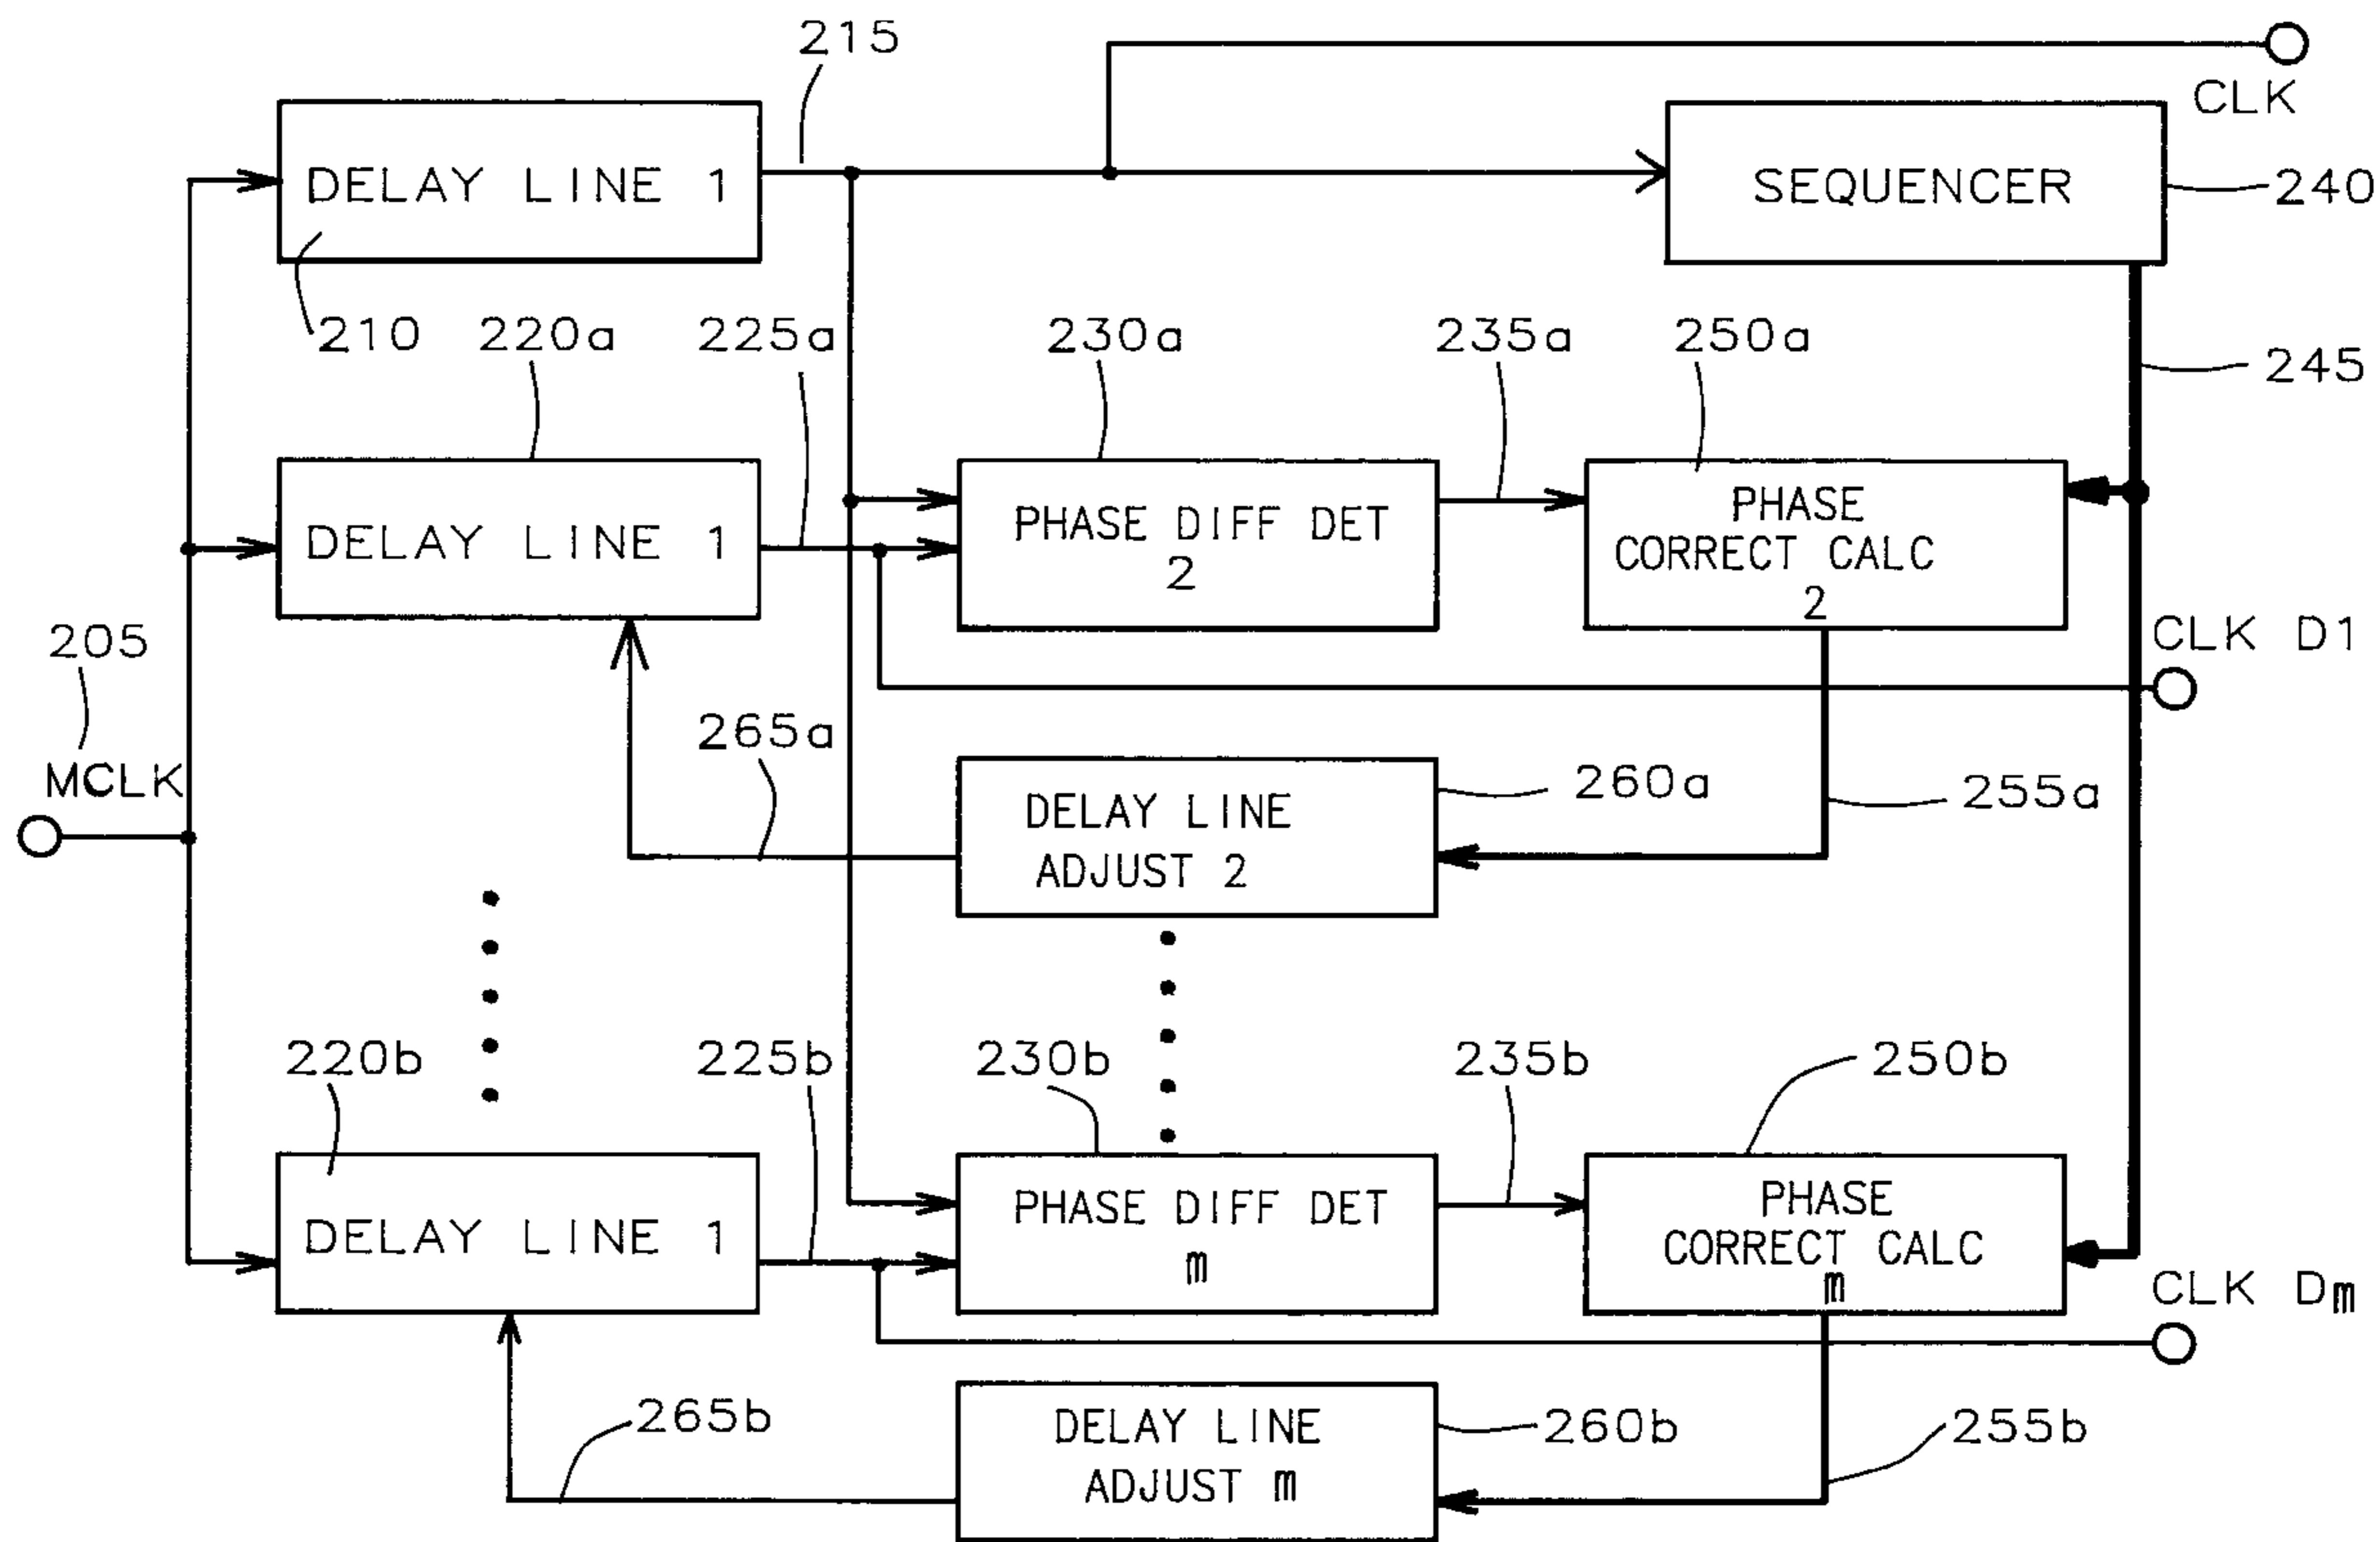 215
CLK
DELAY LINE 1
SEQUENCER
240
210
220a
225a
230a
235a
250a
245
DELAY LINE 1
PHASE DIFF DET
2
PHASE
CORRECT CALC
2
205
CLK D1
265a
MCLK
260a
255a
DELAY LINE
ADJUST 2
220b
225b
230b
235b
250b
DELAY LINE 1
PHASE DIFF DET
m
PHASE
CORRECT CALC
m
CLK Dm
265b
DELAY LINE
ADJUST m
260b
255b